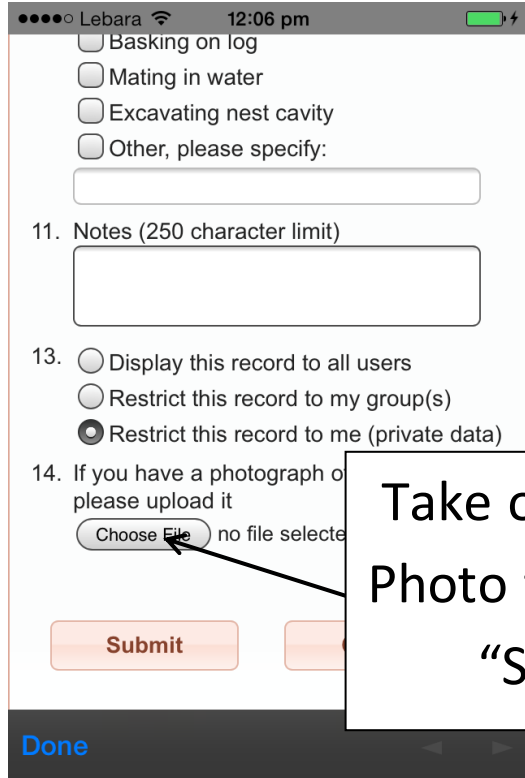 Lebara 12:06 pm
Basking on log
Mating in water
Excavating nest cavity
Other, please specify:
11. Notes (250 character limit)
13. Display this record to all users
Restrict this record to my group(s)
Restrict this record to me (private data)
14. If you have a photograph
please upload it
Choose File no file
Take
Photo
“S
Submit
Done